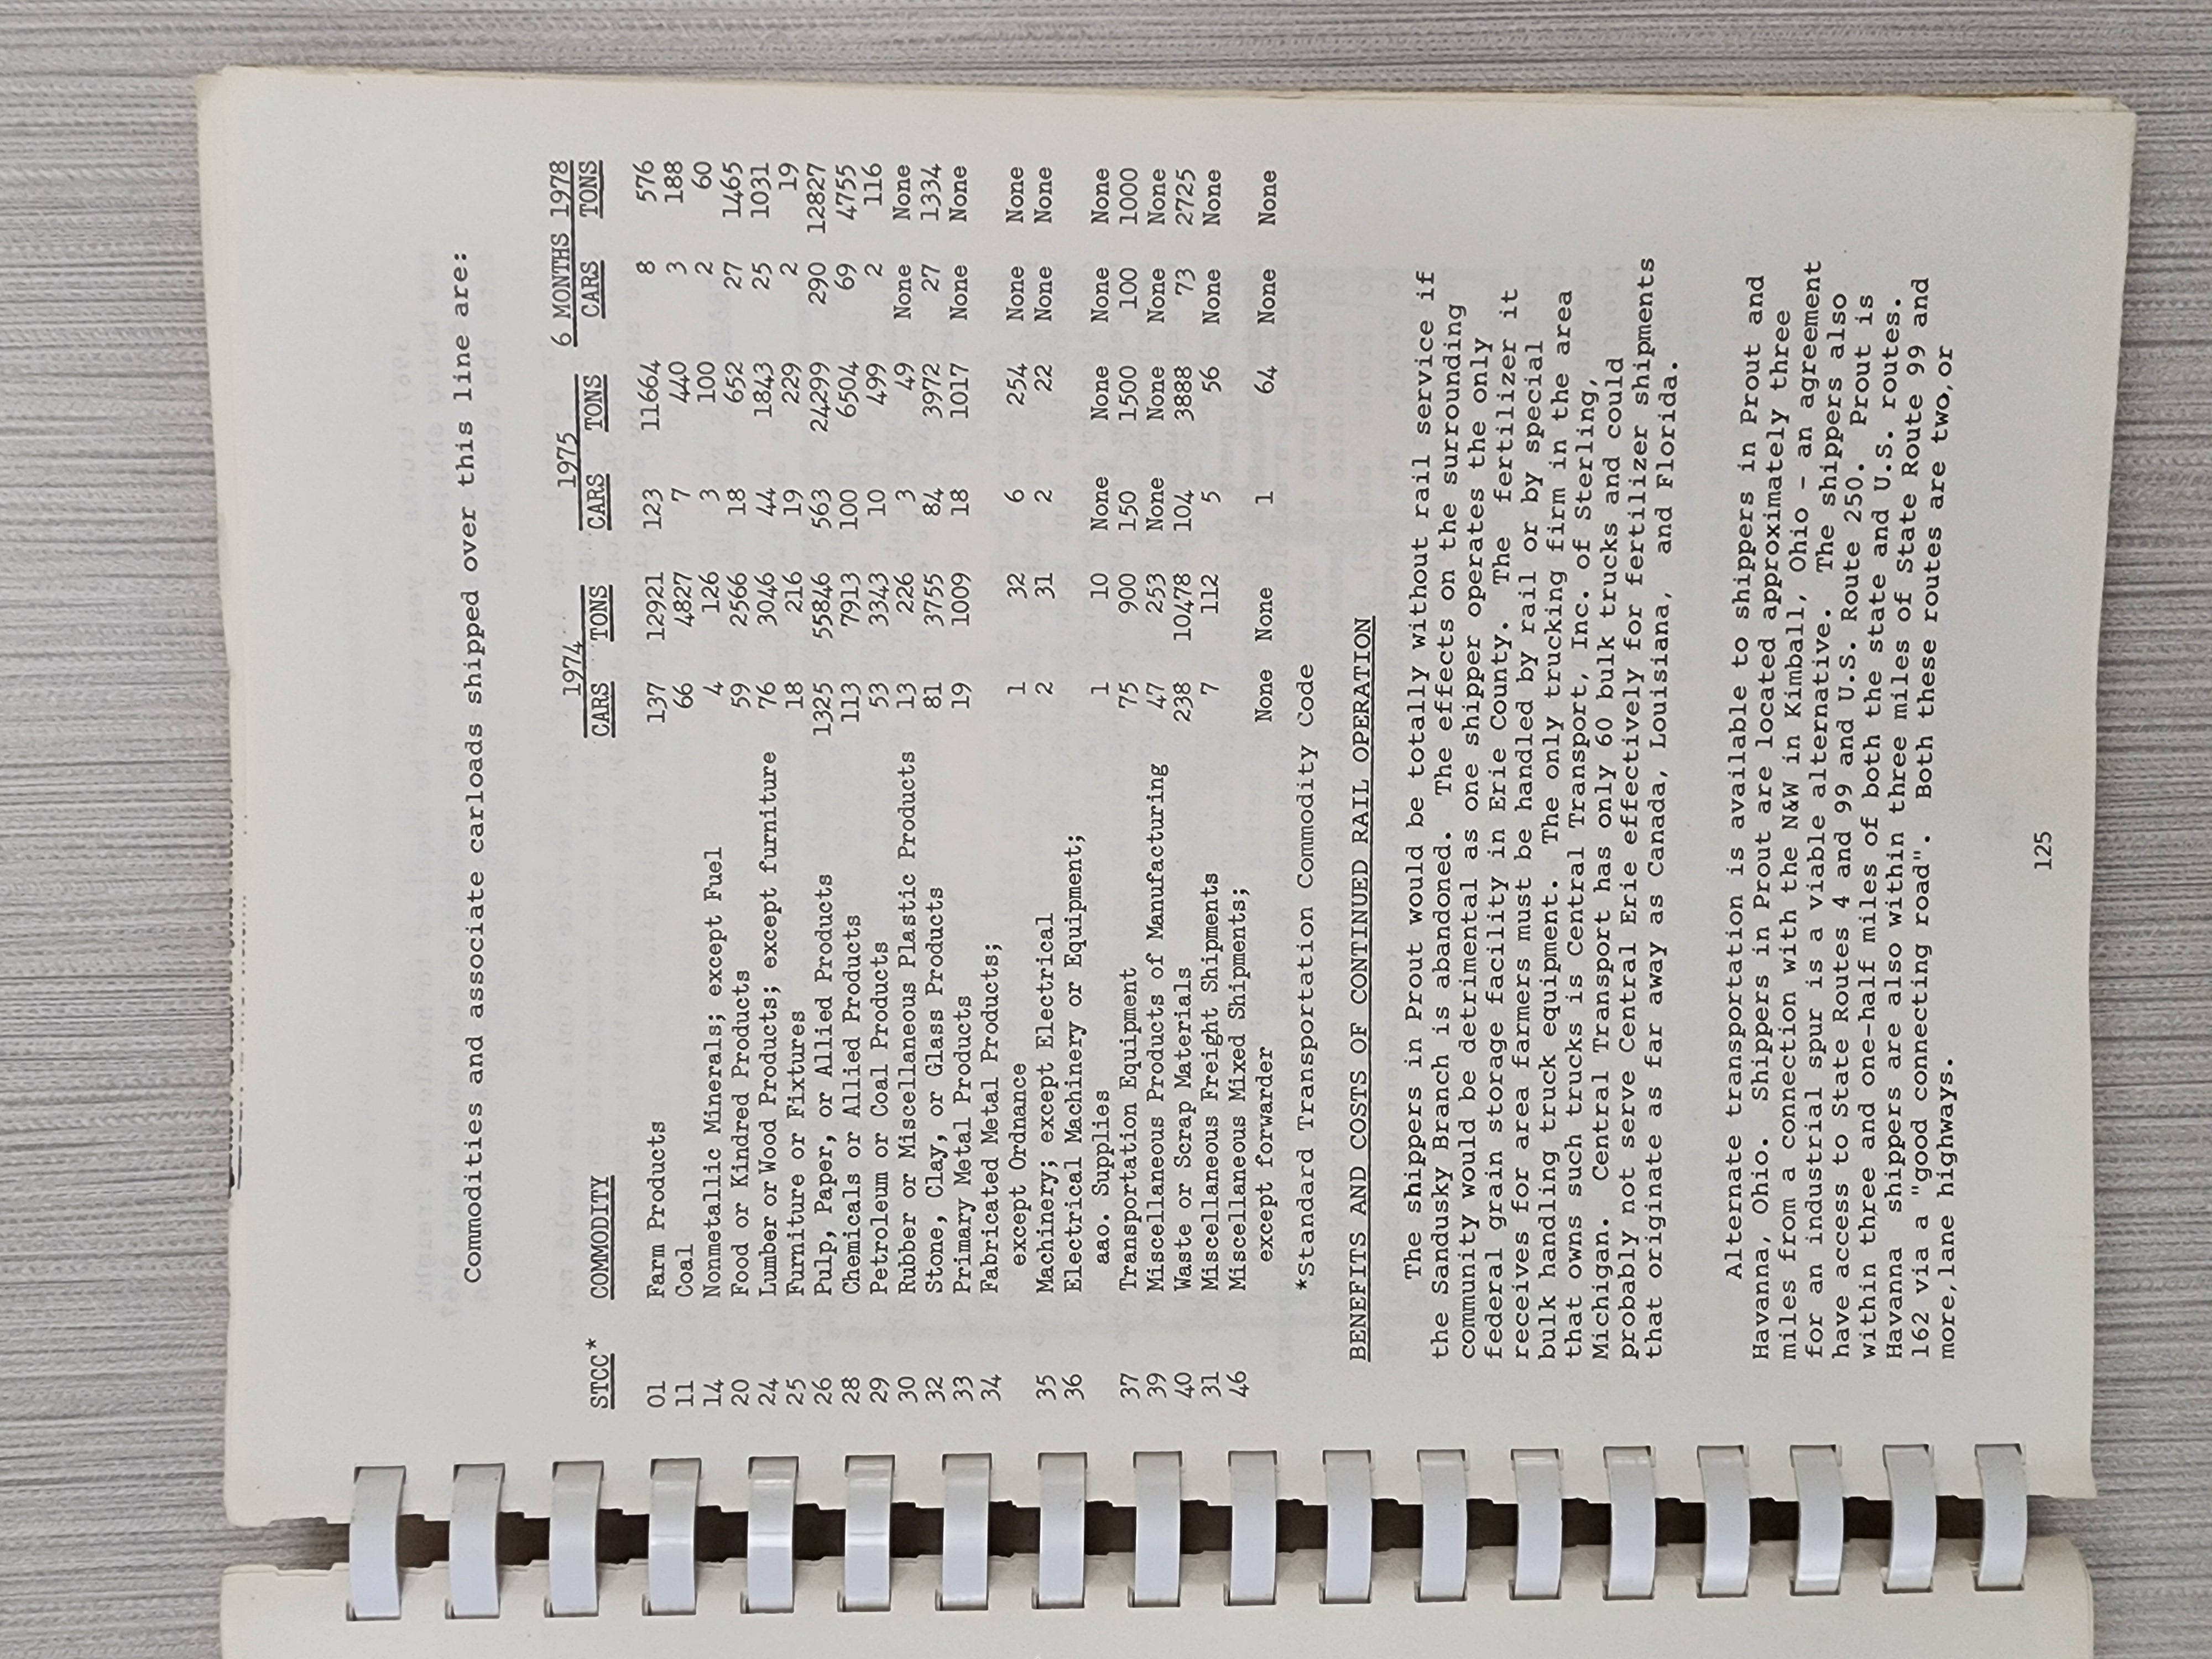 Commodities and associate carloads shipped over this line are:
1974 1975 6 MONTHS 1978
STCC* COMMODITY CARS TONS CARS TONS CARS TONS
01 Farm Products 137 12921 123 11664 8 576
11 Coal 66 4827 7 440 3 188
14 Nonmetallic Minerals; except Fuel 4 126 3 100 2 60
20 Food or Kindred Products 59 2566 18 652 27 1465
24 Lumber or Wood Products; except furniture 76 3046 44 1843 25 1031
25 Furniture or Fixtures 18 216 19 229 2 19
26 Pulp, Paper, or Allied Products 1325 55846 563 24299 290 12827
28 Chemicals or Allied Products 113 7913 100 6504 69 4755
29 Petroleum or Coal Products 53 3343 10 499 2 116
30 Rubber or Miscellaneous Plastic Products 13 226 3 49 None None
32 Stone, Clay, or Glass Products 81 3755 84 3972 27 1334
33 Primary Metal Products 19 1009 18 1017 None None
34 Fabricated Metal Products;
except Ordnance 1 32 6 254 None None
35 Machinery; except Electrical 2 31 2 22 None None
36 Electrical Machinery or Equipment;
aao. Supplies 1 10 None None None None
37 Transportation Equipment 75 900 150 1500 100 1000
39 Miscellaneous Products of Manufacturing 47 253 None None None None
40 Waste or Scrap Materials 238 10478 104 3888 73 2725
31 Miscellaneous Freight Shipments 7 112 5 56 None None
46 Miscellaneous Mixed Shipments;
except forwarder None None 1 64 None None
*Standard Transportation Commodity Code
BENEFITS AND COSTS OF CONTINUED RAIL OPERATION
The shippers in Prout would be totally without rail service if
the Sandusky Branch is abandoned. The effects on the surrounding
community would be detrimental as one shipper operates the only
federal grain storage facility in Erie County. The fertilizer it
receives for area farmers must be handled by rail or by special
bulk handling truck equipment. The only trucking firm in the area
that owns such trucks is Central Transport, Inc. of Sterling,
Michigan. Central Transport has only 60 bulk trucks and could
probably not serve Central Erie effectively for fertilizer shipments
that originate as far away as Canada, Louisiana, and Florida.
Alternate transportation is available to shippers in Prout and
Havanna, Ohio. Shippers in Prout are located approximately three
miles from a connection with the N&W in Kimball, Ohio - an agreement
for an industrial spur is a viable alternative. The shippers also
have access to State Routes 4 and 99 and U.S. Route 250. Prout is
within three and one-half miles of both the state and U.S. routes.
Havanna shippers are also within three miles of State Route 99 and
162 via a "good connecting road". Both these routes are two,or
more,lane highways.
125